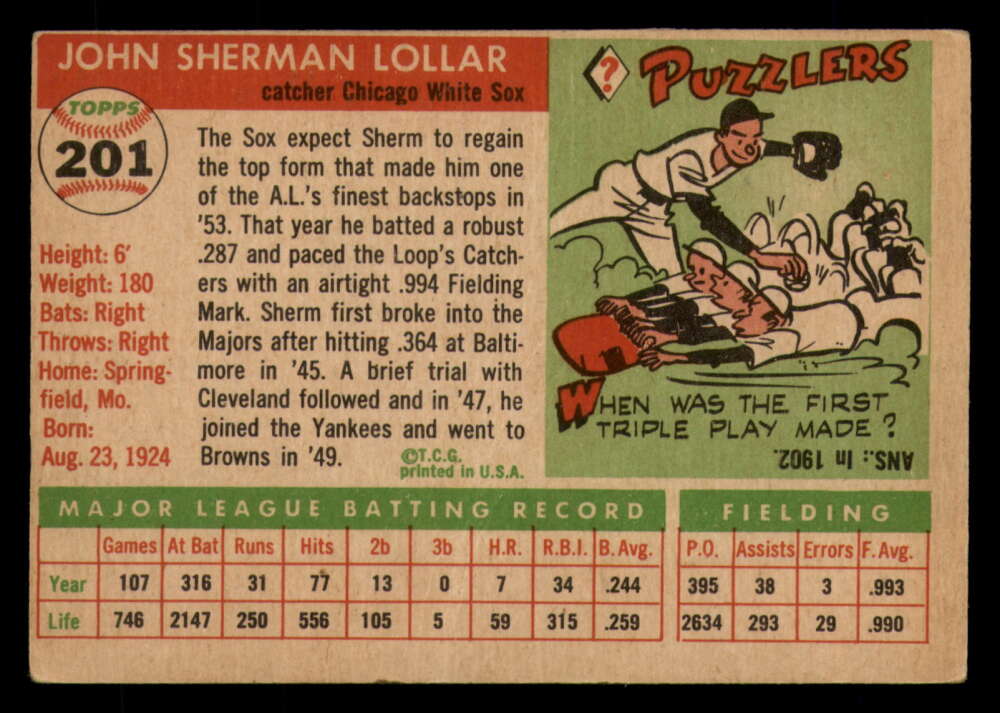 JOHN SHERMAN LOLLAR
catcher Chicago White Sox
TOPPS
201
Height: 6'
Weight: 180
Bats: Right
Throws: Right
Home: Spring-
field, Mo.
Born:
Aug. 23, 1924
The Sox expect Sherm to regain
the top form that made him one
of the A.L.'s finest backstops in
'53. That year he batted a robust
.287 and paced the Loop's Catch-
ers with an airtight .994 Fielding
Mark. Sherm first broke into the
Majors after hitting .364 at Balti-
more in '45. A brief trial with
Cleveland followed and in '47, he
joined the Yankees and went to
Browns in '49.
©T.C.G.
printed in U.S.A.
? PUZZLERS
WHEN WAS THE FIRST
TRIPLE PLAY MADE?
ANS.: In 1902.
MAJOR LEAGUE BATTING RECORD
Games At Bat Runs Hits 2b 3b H.R. R.B.I. B. Avg.
Year 107 316 31 77 13 0 7 34 .244
Life 746 2147 250 556 105 5 59 315 .259
FIELDING
P.O. Assists Errors F. Avg.
395 38 3 .993
2634 293 29 .990